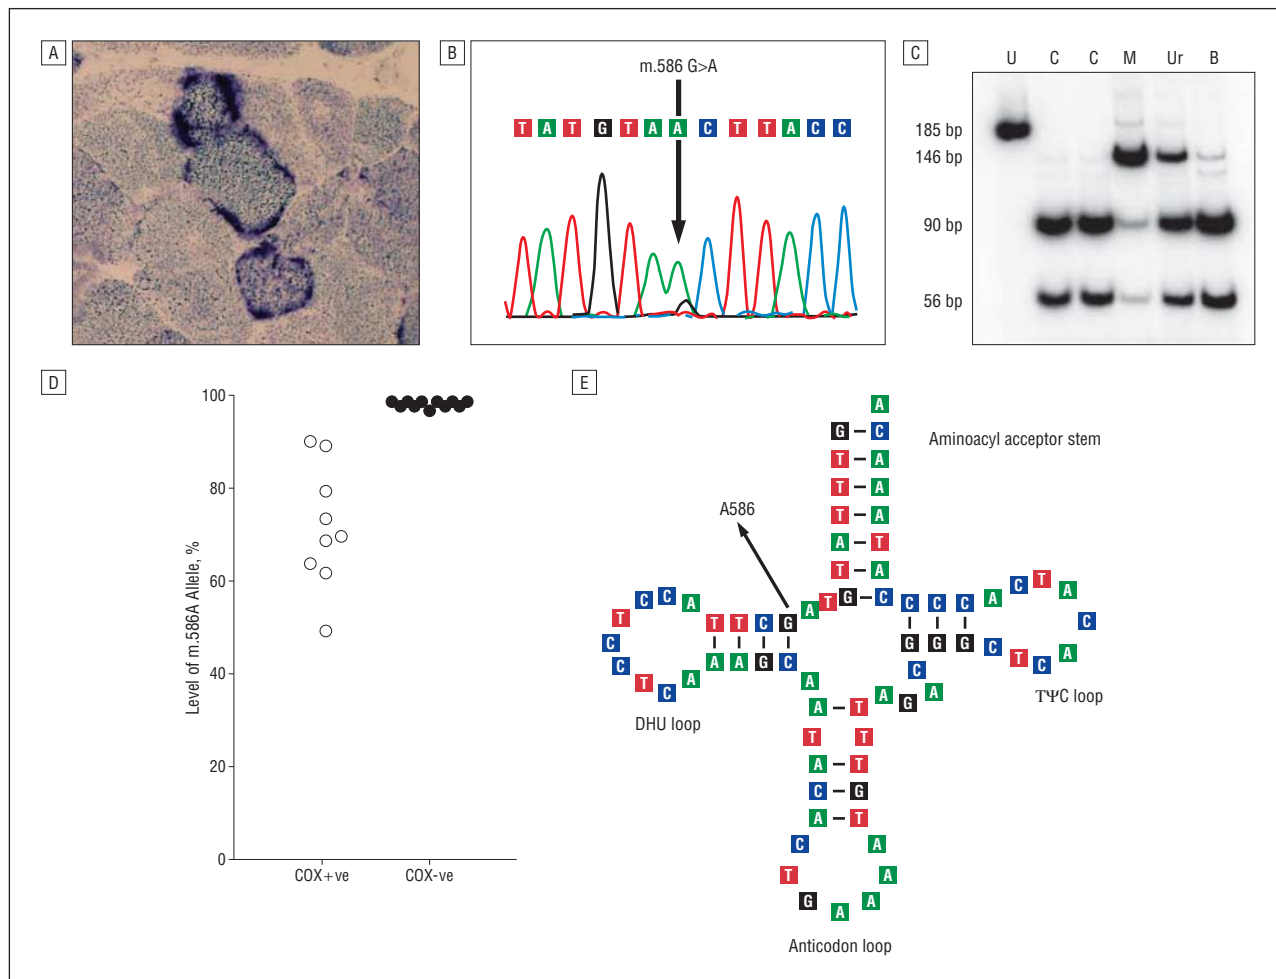 A
B
m.586 G>A
T A T G T A A C T T A C C
C
U C C M Ur B
185 bp
146 bp
90 bp
56 bp
D
Level of m.586A Allele, %
100
80
60
40
20
0
COX+ve COX-ve
E
A
G C
Aminoacyl acceptor stem
T A
T A
T A
A586
A T
T A
C C A A T G C C C C A C T A
T T T C G C
C G G G C T C A
C T C A A A G C A C
DHU loop
TΨC loop
A T A G A
T T
A T
C G
A T
C A
T A
G A A A
Anticodon loop